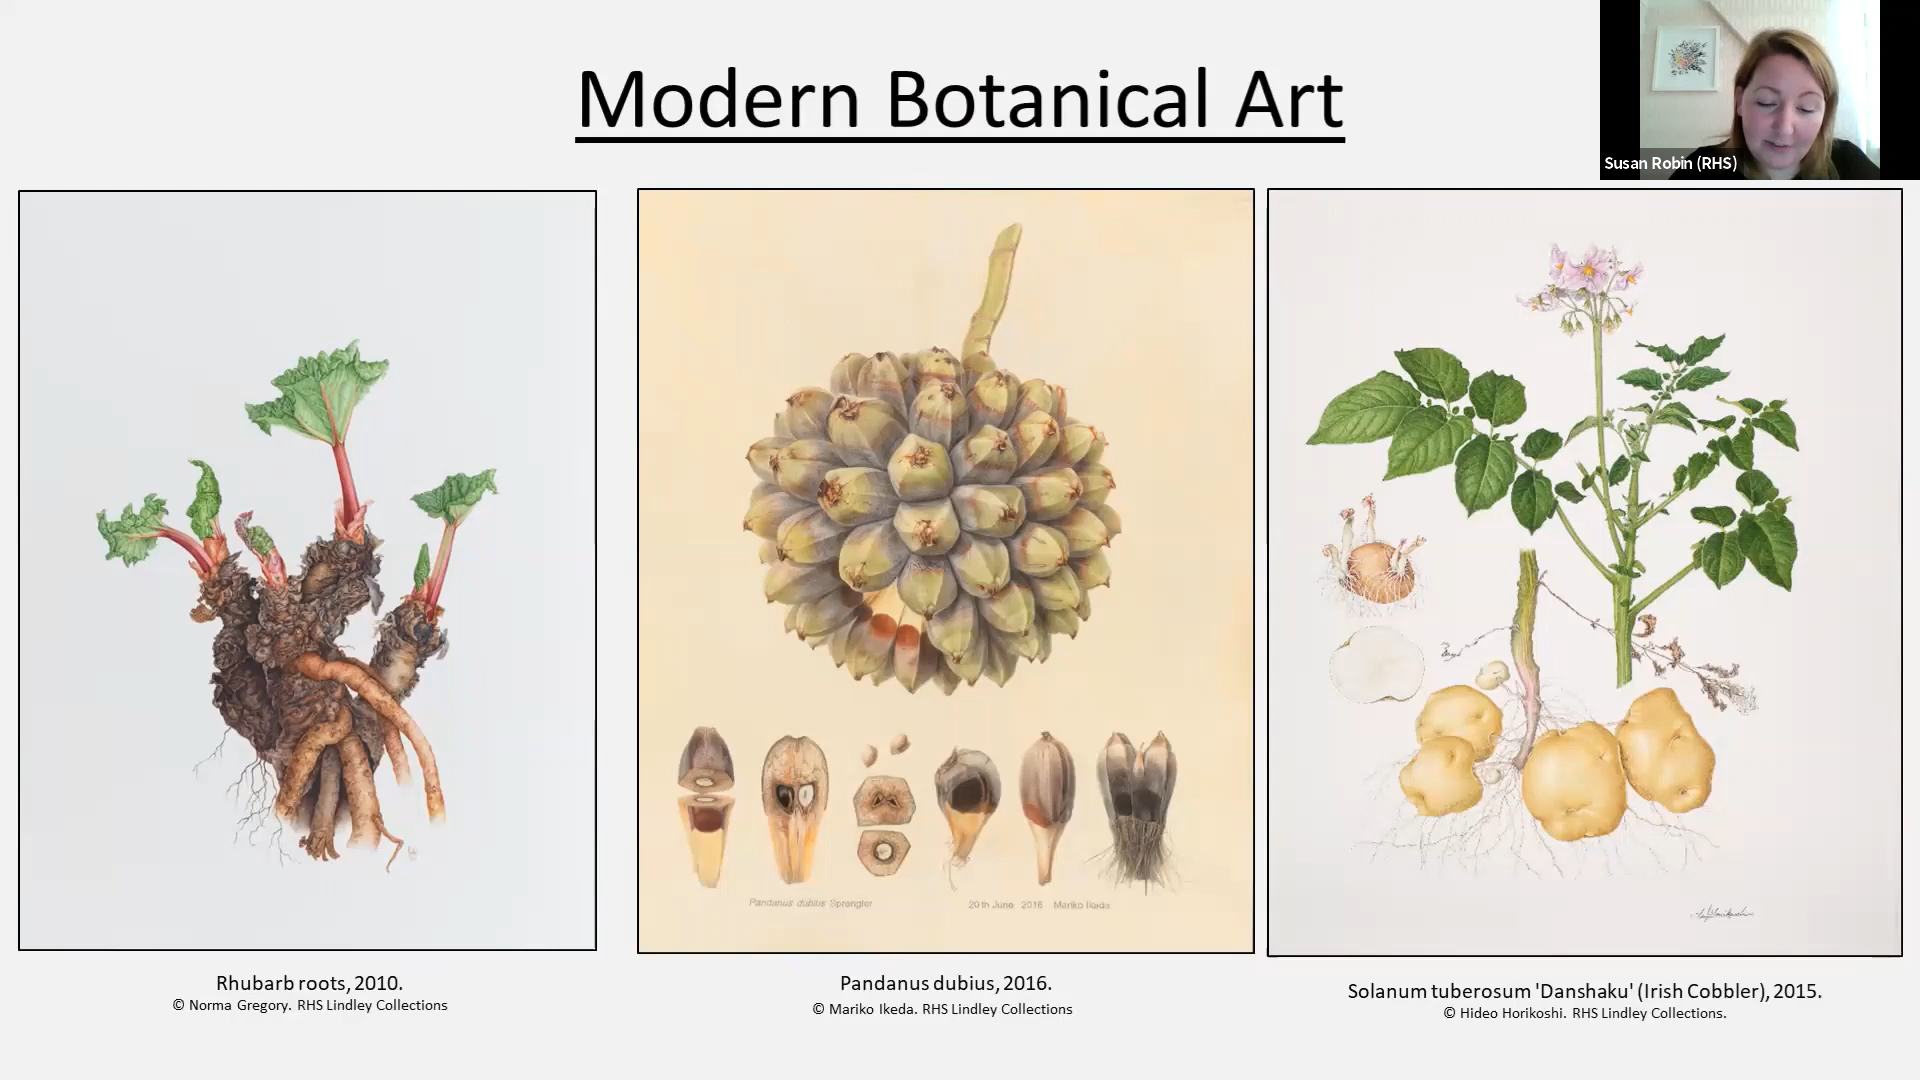 Modern Botanical Art
Susan Robin (RHS)
Pandanus dubius Sprengler
20th June 2016 Mariko Ikeda
Rhubarb roots, 2010.
© Norma Gregory. RHS Lindley Collections
Pandanus dubius, 2016.
© Mariko Ikeda. RHS Lindley Collections
Solanum tuberosum 'Danshaku' (Irish Cobbler), 2015.
© Hideo Horikoshi. RHS Lindley Collections.